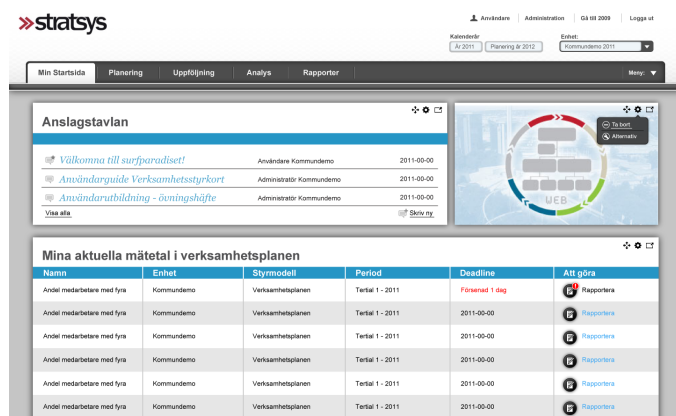 »stratsys
Användare Administration Gå till 2009 Logga ut
Kalenderår Enhet:
År 2011 Planering år 2012 Kommundemo 2011
Min Startsida Planering Uppföljning Analys Rapporter Meny:
Anslagstavlan
Ta bort
Alternativ
Välkomna till surfparadiset! Användare Kommundemo 2011-00-00
Användarguide Verksamhetsstyrkort Administratör Kommundemo 2011-00-00
Användarutbildning - övningshäfte Administratör Kommundemo 2011-00-00
WEB
Visa alla Skriv ny
Mina aktuella mätetal i verksamhetsplanen
Namn Enhet Styrmodell Period Deadline Att göra
Andel medarbetare med fyra Kommundemo Verksamhetsplanen Tertial 1 - 2011 Försenad 1 dag Rapportera
Andel medarbetare med fyra Kommundemo Verksamhetsplanen Tertial 1 - 2011 2011-00-00 Rapportera
Andel medarbetare med fyra Kommundemo Verksamhetsplanen Tertial 1 - 2011 2011-00-00 Rapportera
Andel medarbetare med fyra Kommundemo Verksamhetsplanen Tertial 1 - 2011 2011-00-00 Rapportera
Andel medarbetare med fyra Kommundemo Verksamhetsplanen Tertial 1 - 2011 2011-00-00 Rapportera
Andel medarbetare med fyra Kommundemo Verksamhetsplanen Tertial 1 - 2011 2011-00-00 Rapportera